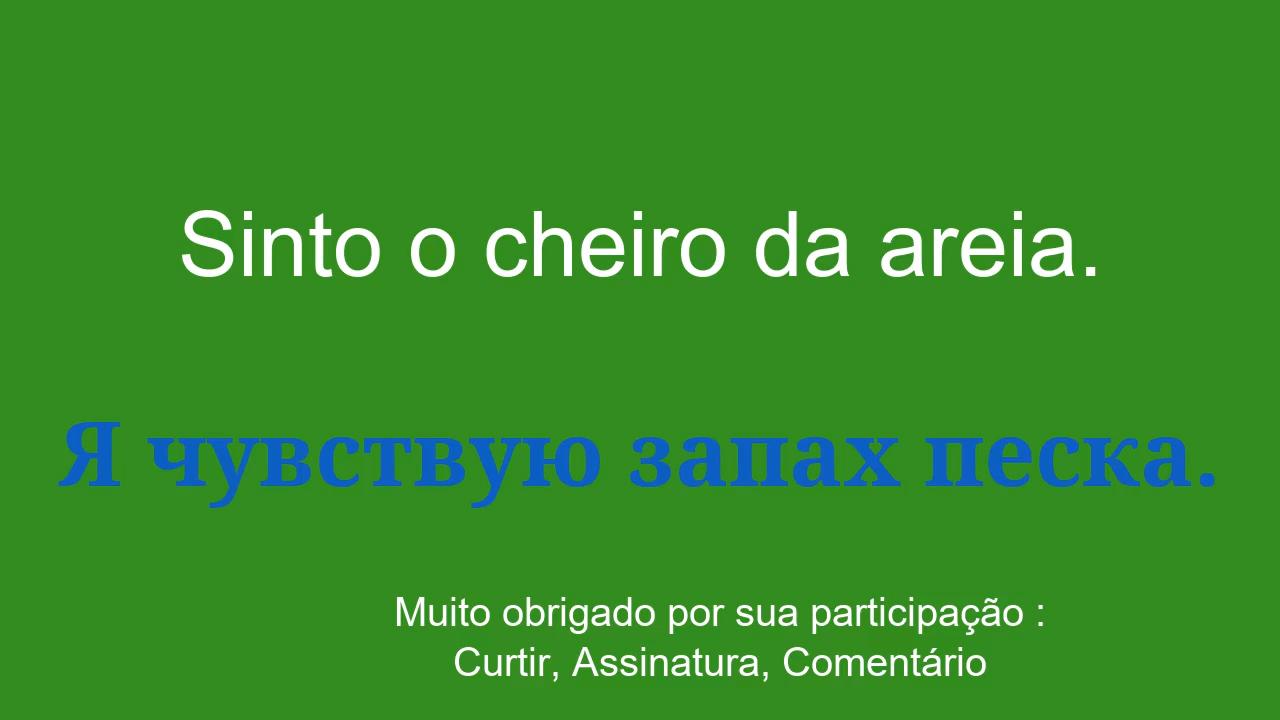 Sinto o cheiro da areia.
Я чувствую запах песка.
Muito obrigado por sua participação :
Curtir, Assinatura, Comentário